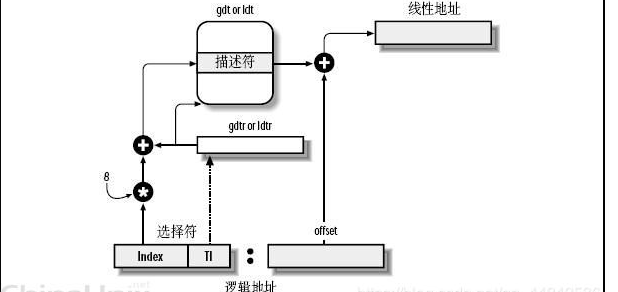 gdt or ldt
线性地址
描述符
gdtr or ldtr
8
选择符
offset
Index
TI
:
逻辑地址